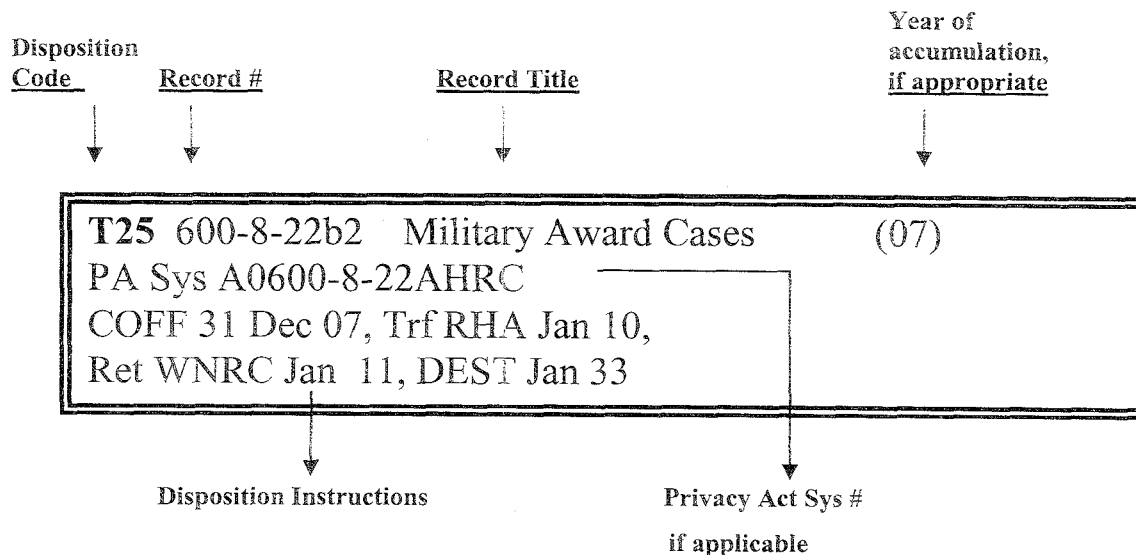 Disposition
Code
Record #
Record Title
Year of
accumulation,
if appropriate
T25 600-8-22b2 Military Award Cases (07)
PA Sys A0600-8-22AHRC
COFF 31 Dec 07, Trf RHA Jan 10,
Ret WNRC Jan 11, DEST Jan 33
Disposition Instructions
Privacy Act Sys #
if applicable